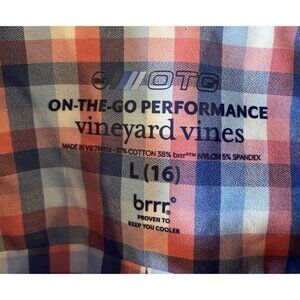 OTG
ON-THE-GO PERFORMANCE
vineyard vines
MADE IN VIETNAM - 57% COTTON 38% brrr°™ NYLON 5% SPANDEX
L (16)
brrr°
PROVEN TO
KEEP YOU COOLER